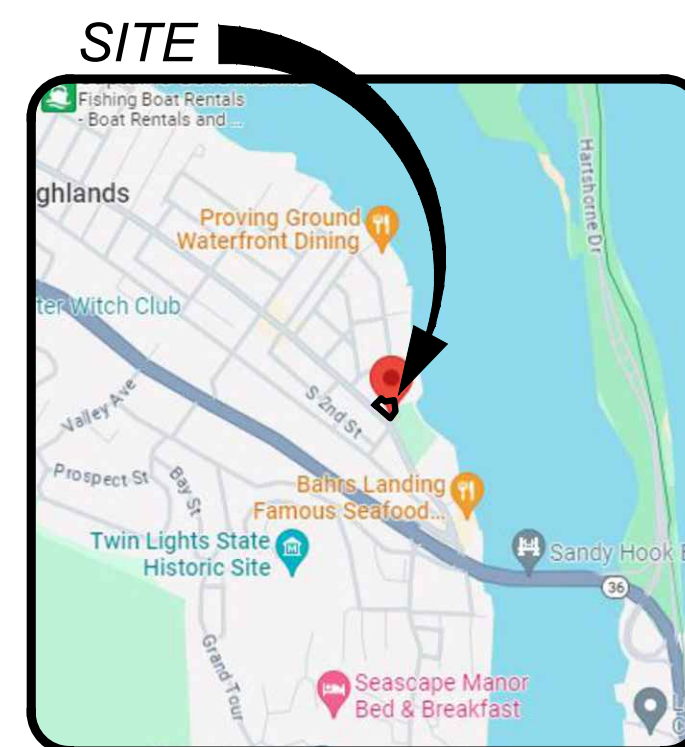 SITE
Fishing Boat Rentals
- Boat Rentals and ...
Hartshorne Dr
ghlands
Proving Ground
Waterfront Dining
ter Witch Club
S 2nd St
Valley Ave
Prospect St
Bay St
Bahrs Landing
Famous Seafood...
Twin Lights State
Historic Site
Sandy Hook
36
Grand Tour
Seascape Manor
Bed & Breakfast